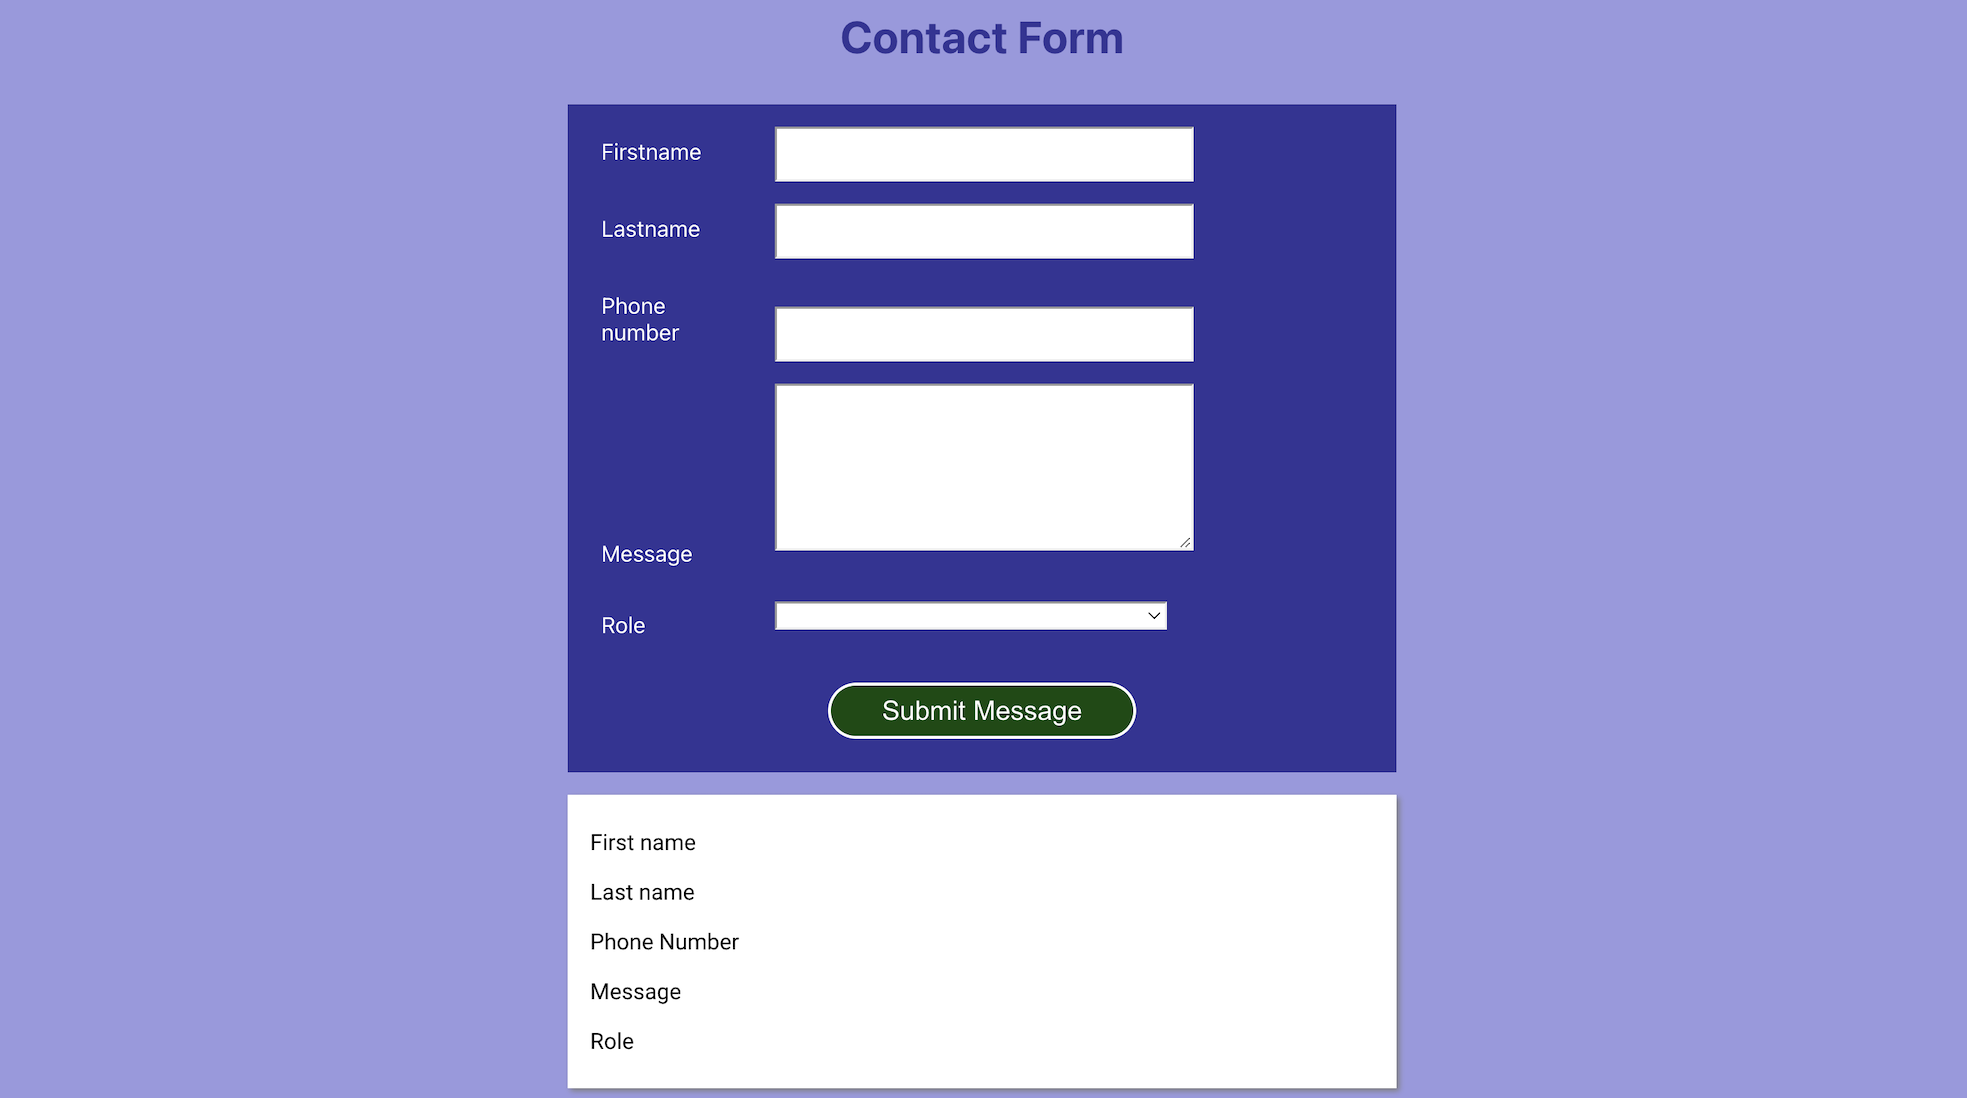 Contact Form
Firstname
Lastname
Phone
number
Message
Role
Submit Message
First name
Last name
Phone Number
Message
Role